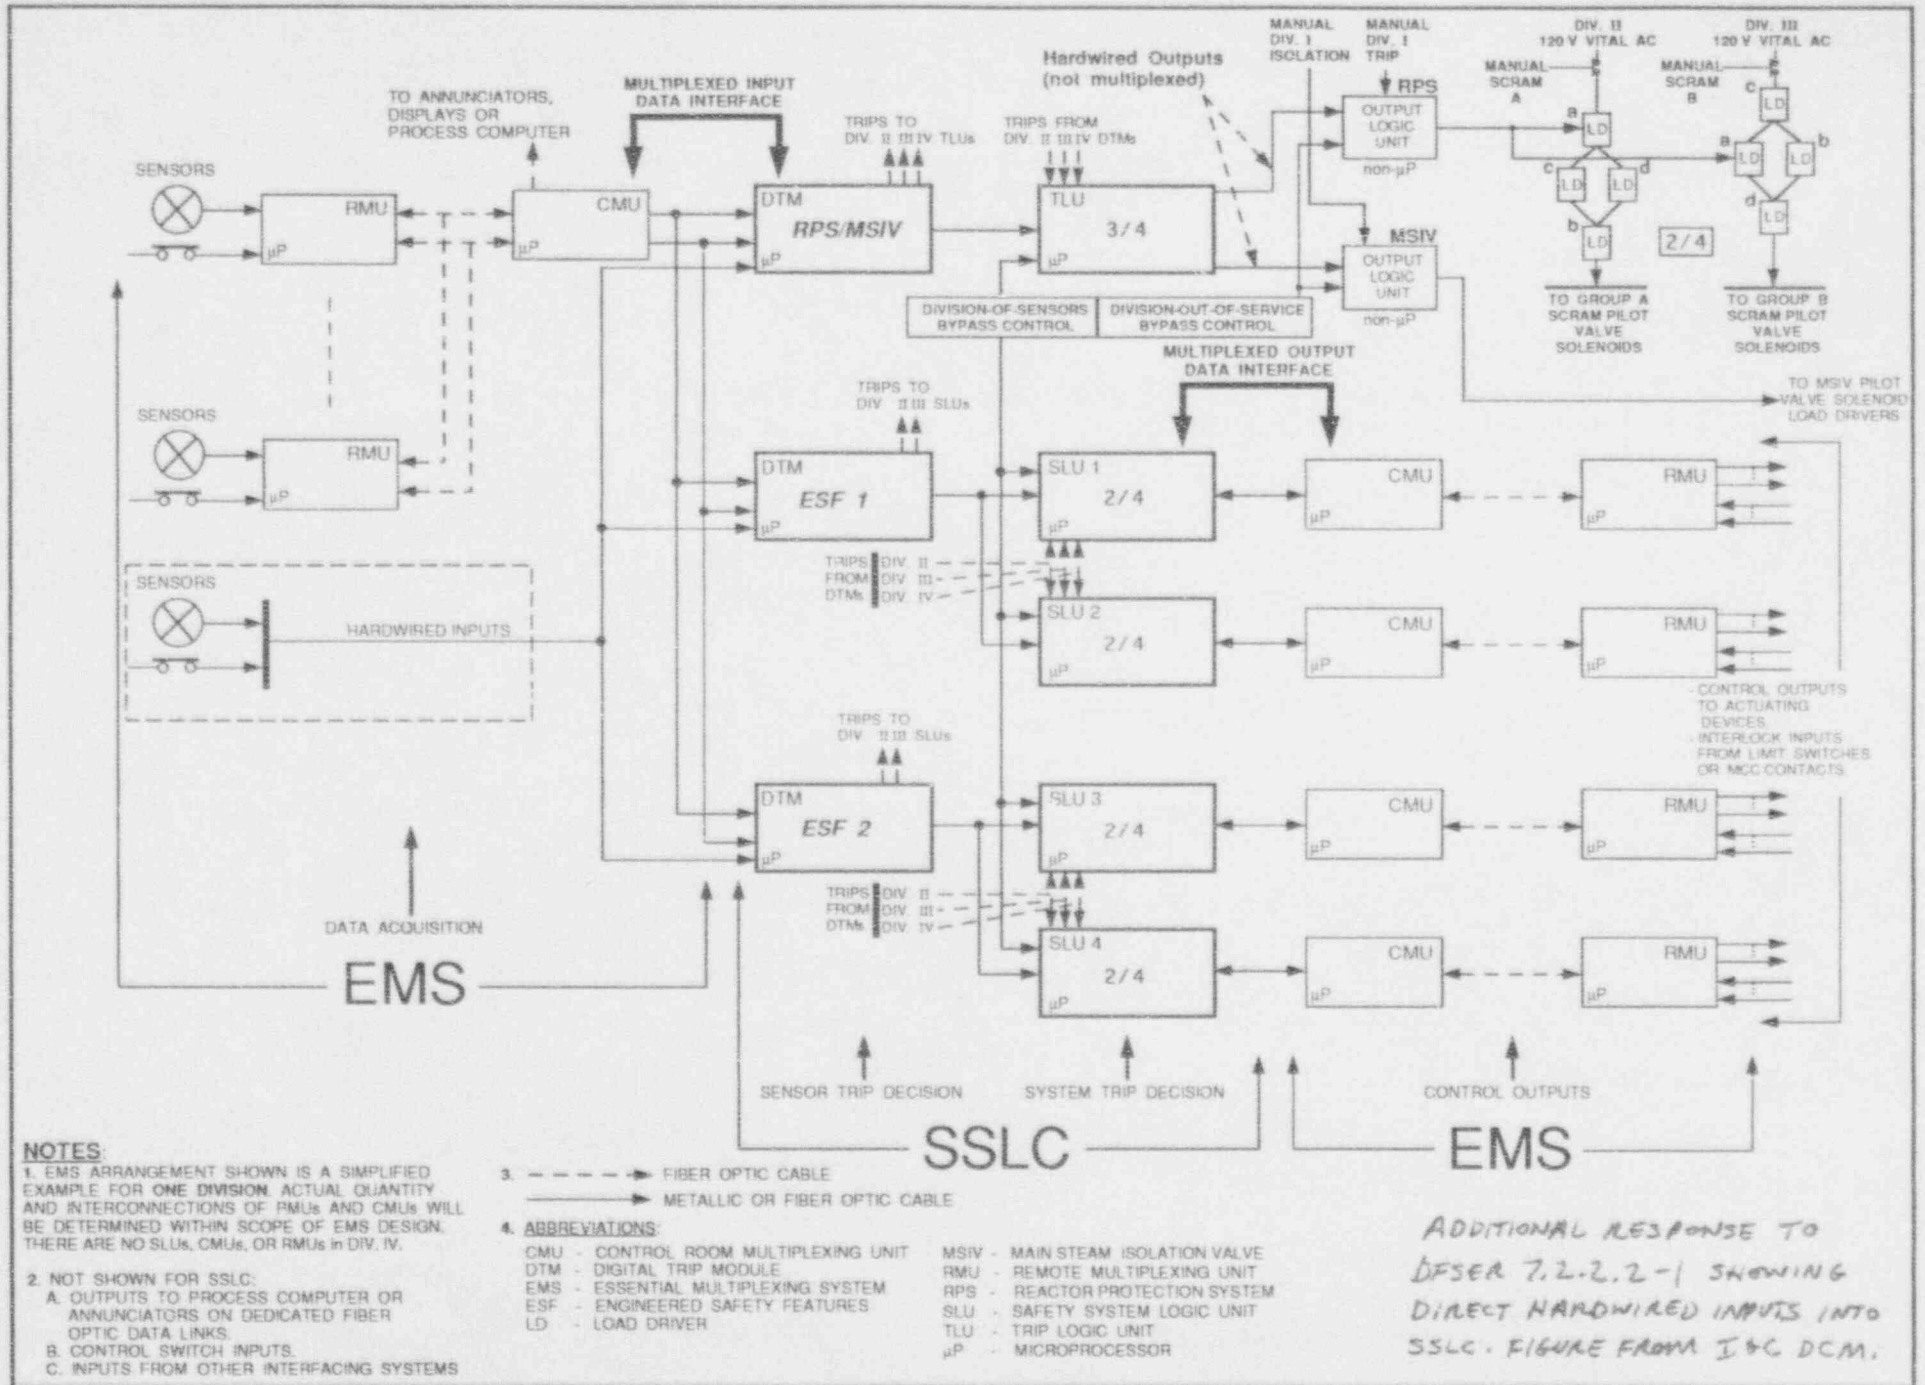 MANUAL
DIV. I
ISOLATION
MANUAL
DIV. I
TRIP
DIV. II
120 V VITAL AC
DIV. III
120 V VITAL AC
Hardwired Outputs
(not multiplexed)
MULTIPLEXED INPUT
DATA INTERFACE
TO ANNUNCIATORS,
DISPLAYS OR
PROCESS COMPUTER
TRIPS TO
DIV. II III IV TLUs
TRIPS FROM
DIV. II III IV DTMs
RPS
OUTPUT
LOGIC
UNIT
non-µP
MANUAL
SCRAM
A
MANUAL
SCRAM
B
a
LD
c
LD
d
LD
b
LD
c
LD
a
LD
b
LD
d
LD
2/4
SENSORS
RMU
µP
CMU
µP
DTM
RPS/MSIV
µP
TLU
3/4
µP
MSIV
OUTPUT
LOGIC
UNIT
non-µP
DIVISION-OF-SENSORS
BYPASS CONTROL
DIVISION-OUT-OF-SERVICE
BYPASS CONTROL
TO GROUP A
SCRAM PILOT
VALVE
SOLENOIDS
TO GROUP B
SCRAM PILOT
VALVE
SOLENOIDS
MULTIPLEXED OUTPUT
DATA INTERFACE
TO MSIV PILOT
VALVE SOLENOID
LOAD DRIVERS
TRIPS TO
DIV II III SLUs
SENSORS
RMU
µP
DTM
ESF 1
µP
SLU 1
2/4
µP
CMU
µP
RMU
µP
TRIPS
FROM
DTMs
DIV. II
DIV. III
DIV. IV
SENSORS
HARDWIRED INPUTS
SLU 2
2/4
µP
CMU
µP
RMU
µP
- CONTROL OUTPUTS
TO ACTUATING
DEVICES.
- INTERLOCK INPUTS
FROM LIMIT SWITCHES
OR MCC CONTACTS
TRIPS TO
DIV. II III SLUs
DTM
ESF 2
µP
SLU 3
2/4
µP
CMU
µP
RMU
µP
TRIPS
FROM
DTMs
DIV. II
DIV. III
DIV. IV
SLU 4
2/4
µP
CMU
µP
RMU
µP
DATA ACQUISITION
EMS
SENSOR TRIP DECISION
SYSTEM TRIP DECISION
CONTROL OUTPUTS
SSLC
EMS
NOTES:
1. EMS ARRANGEMENT SHOWN IS A SIMPLIFIED
EXAMPLE FOR ONE DIVISION. ACTUAL QUANTITY
AND INTERCONNECTIONS OF RMUs AND CMUs WILL
BE DETERMINED WITHIN SCOPE OF EMS DESIGN.
THERE ARE NO SLUs, CMUs, OR RMUs in DIV. IV.
2. NOT SHOWN FOR SSLC:
A. OUTPUTS TO PROCESS COMPUTER OR
ANNUNCIATORS ON DEDICATED FIBER
OPTIC DATA LINKS.
B. CONTROL SWITCH INPUTS.
C. INPUTS FROM OTHER INTERFACING SYSTEMS
3. FIBER OPTIC CABLE
METALLIC OR FIBER OPTIC CABLE
4. ABBREVIATIONS:
CMU - CONTROL ROOM MULTIPLEXING UNIT
DTM - DIGITAL TRIP MODULE
EMS - ESSENTIAL MULTIPLEXING SYSTEM
ESF - ENGINEERED SAFETY FEATURES
LD - LOAD DRIVER
MSIV - MAIN STEAM ISOLATION VALVE
RMU - REMOTE MULTIPLEXING UNIT
RPS - REACTOR PROTECTION SYSTEM
SLU - SAFETY SYSTEM LOGIC UNIT
TLU - TRIP LOGIC UNIT
µP - MICROPROCESSOR
ADDITIONAL RESPONSE TO
DFSER 7.2.2.2-1 SHOWING
DIRECT HARDWIRED INPUTS INTO
SSLC. FIGURE FROM I&C DCM.